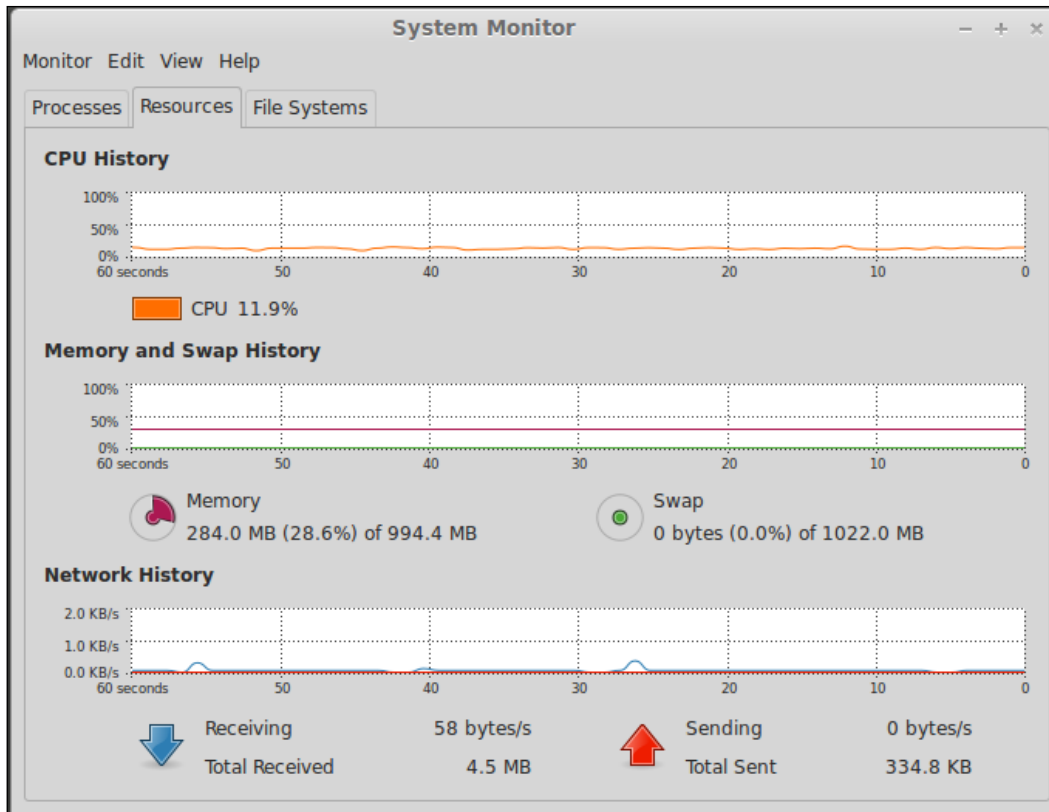 System Monitor
Monitor Edit View Help
Processes Resources File Systems
CPU History
100%
50%
0%
60 seconds 50 40 30 20 10 0
CPU 11.9%
Memory and Swap History
100%
50%
0%
60 seconds 50 40 30 20 10 0
Memory Swap
284.0 MB (28.6%) of 994.4 MB 0 bytes (0.0%) of 1022.0 MB
Network History
2.0 KB/s
1.0 KB/s
0.0 KB/s
60 seconds 50 40 30 20 10 0
Receiving 58 bytes/s Sending 0 bytes/s
Total Received 4.5 MB Total Sent 334.8 KB